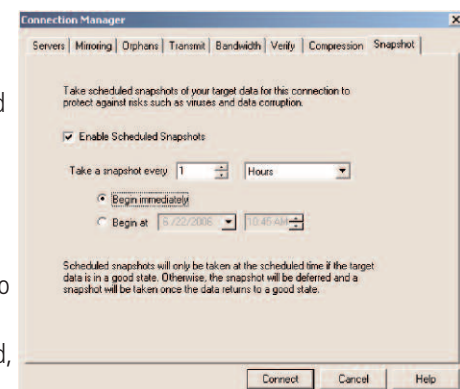 Connection Manager
Servers | Mirroring | Orphans | Transmit | Bandwidth | Verify | Compression | Snapshot
Take scheduled snapshots of your target data for this connection to
protect against risks such as viruses and data corruption.
Enable Scheduled Snapshots
Take a snapshot every 1 Hours
Begin immediately
Begin at 6/22/2006 10:46 AM
Scheduled snapshots will only be taken at the scheduled time if the target
data is in a good state. Otherwise, the snapshot will be deferred and a
snapshot will be taken once the data returns to a good state.
Connect Cancel Help